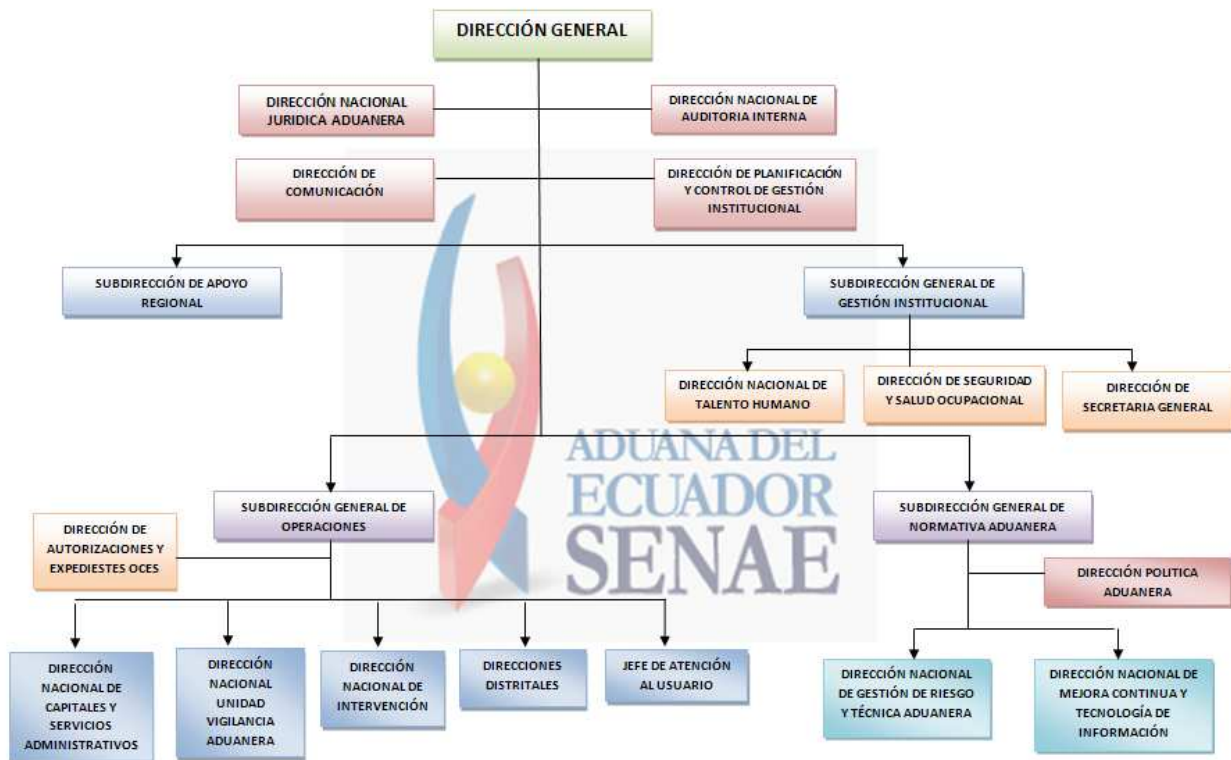 DIRECCIÓN GENERAL
DIRECCIÓN NACIONAL
JURIDICA ADUANERA
DIRECCIÓN NACIONAL DE
AUDITORIA INTERNA
DIRECCIÓN DE
COMUNICACIÓN
DIRECCIÓN DE PLANIFICACIÓN
Y CONTROL DE GESTIÓN
INSTITUCIONAL
SUBDIRECCIÓN DE APOYO
REGIONAL
SUBDIRECCIÓN GENERAL DE
GESTIÓN INSTITUCIONAL
DIRECCIÓN NACIONAL DE
TALENTO HUMANO
DIRECCIÓN DE SEGURIDAD
Y SALUD OCUPACIONAL
DIRECCIÓN DE
SECRETARIA GENERAL
ADUANA DEL
ECUADOR
SENAE
SUBDIRECCIÓN GENERAL DE
OPERACIONES
SUBDIRECCIÓN GENERAL DE
NORMATIVA ADUANERA
DIRECCIÓN DE
AUTORIZACIONES Y
EXPEDIESTES OCES
DIRECCIÓN POLITICA
ADUANERA
DIRECCIÓN
NACIONAL DE
CAPITALES Y
SERVICIOS
ADMINISTRATIVOS
DIRECCIÓN
NACIONAL
UNIDAD
VIGILANCIA
ADUANERA
DIRECCIÓN
NACIONAL DE
INTERVENCIÓN
DIRECCIONES
DISTRITALES
JEFE DE ATENCIÓN
AL USUARIO
DIRECCIÓN NACIONAL
DE GESTIÓN DE RIESGO
Y TÉCNICA ADUANERA
DIRECCIÓN NACIONAL DE
MEJORA CONTINUA Y
TECNOLOGÍA DE
INFORMACIÓN